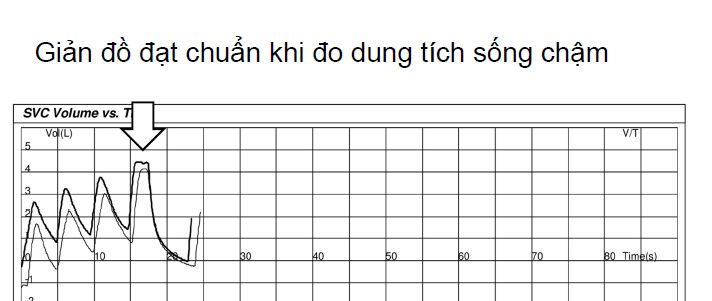 Giản đồ đạt chuẩn khi đo dung tích sống chậm
SVC Volume vs. T
Vol(L) V/T
5
4
3
2
1
0 10 20 30 40 50 60 70 80 Time(s)
-1
-2